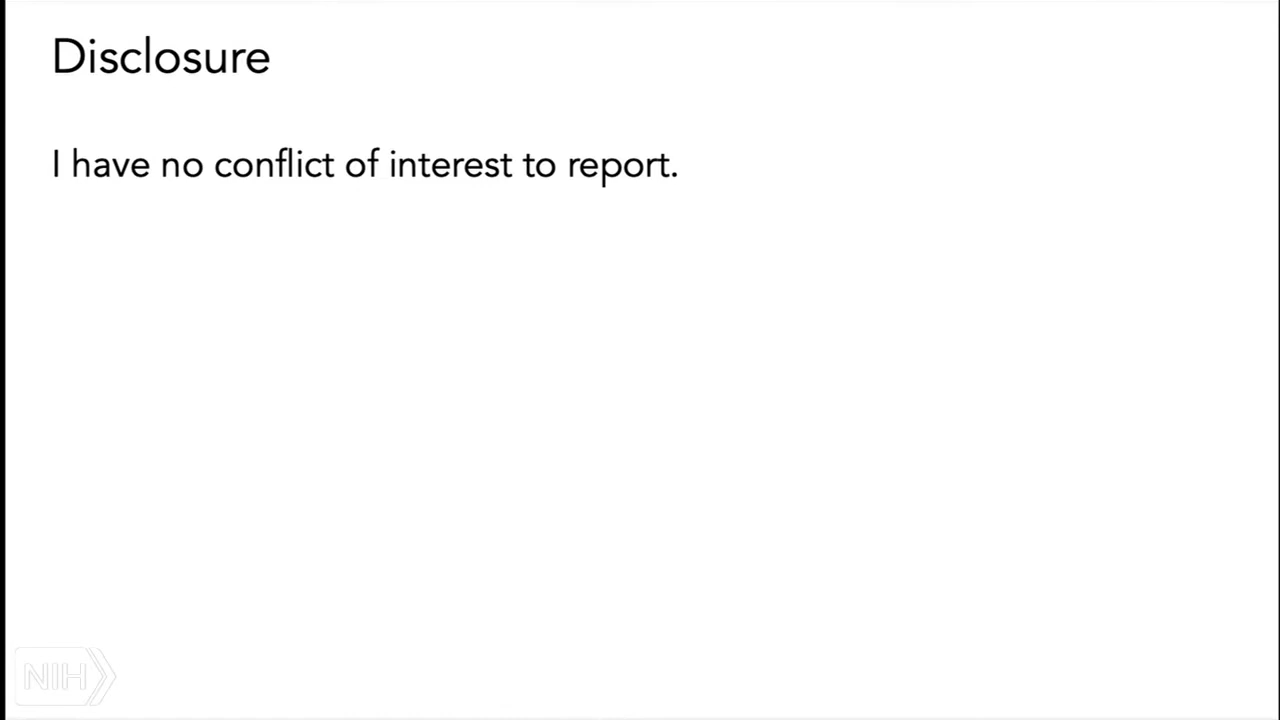 Disclosure
I have no conflict of interest to report.
NIH